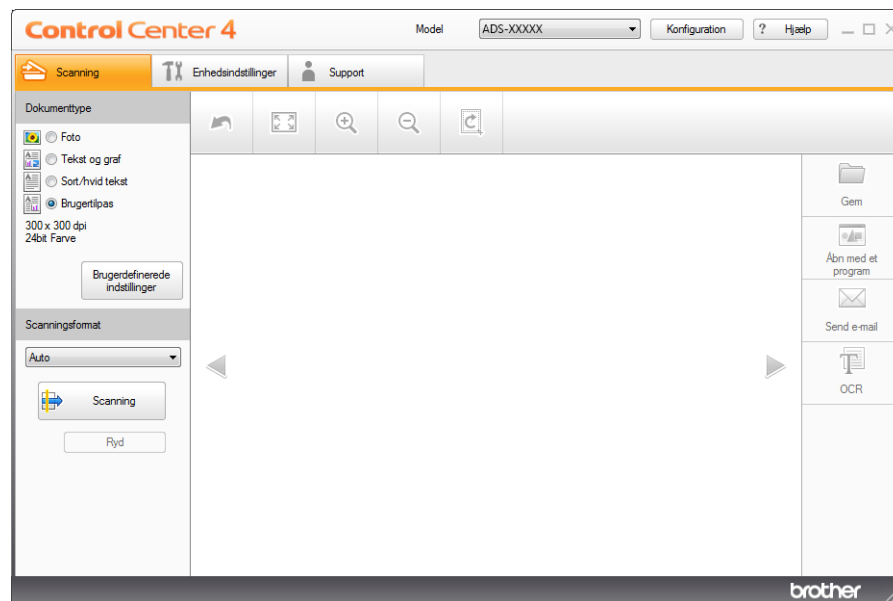 Control Center 4
Model
ADS-XXXXX
Konfiguration
? Hjælp
Scanning
Enhedsindstillinger
Support
Dokumenttype
Foto
Tekst og graf
Sort/hvid tekst
Brugertilpas
300 x 300 dpi
24bit Farve
Brugerdefinerede
indstillinger
Scanningsformat
Auto
Scanning
Ryd
Gem
Åbn med et
program
Send e-mail
OCR
brother